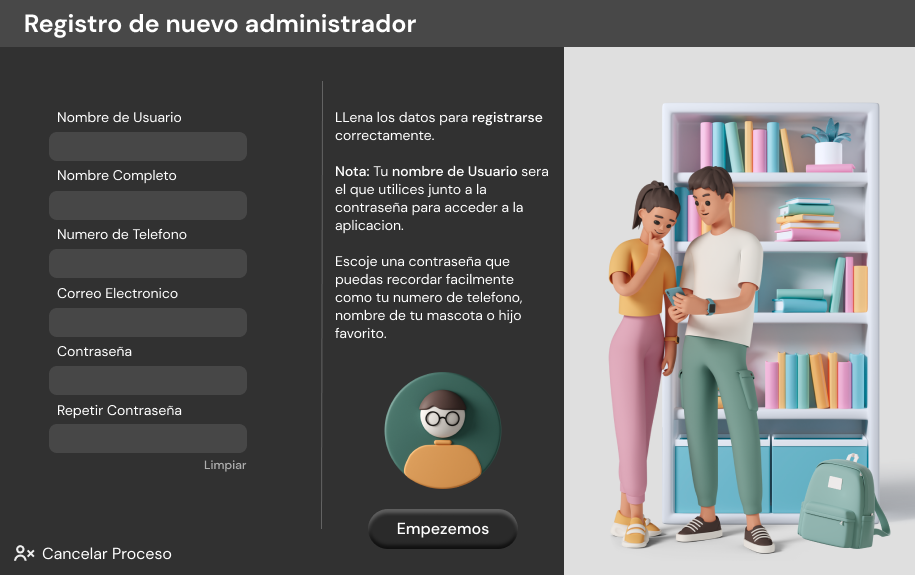 Registro de nuevo administrador
Nombre de Usuario
Nombre Completo
Numero de Telefono
Correo Electronico
Contraseña
Repetir Contraseña
Limpiar
Cancelar Proceso
LLena los datos para registrarse
correctamente.
Nota: Tu nombre de Usuario sera
el que utilices junto a la
contraseña para acceder a la
aplicacion.
Escoje una contraseña que
puedas recordar facilmente
como tu numero de telefono,
nombre de tu mascota o hijo
favorito.
Empezemos